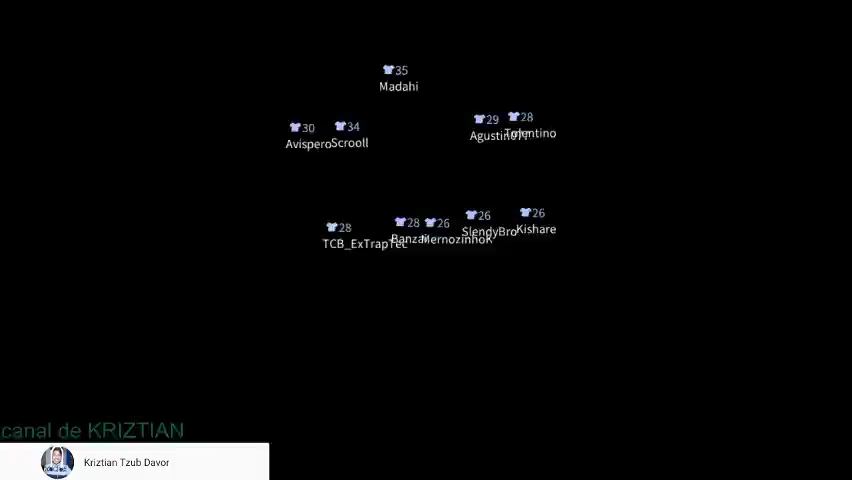 35
Madahi
30
Avispero
34
Scrooll
29
28
Tolentino
28
TCB_ExTrapTec
28
26
MernozinhoK
26
SlendyBro
26
Kishare
canal de KRIZTIAN
Kriztian Tzub Davor